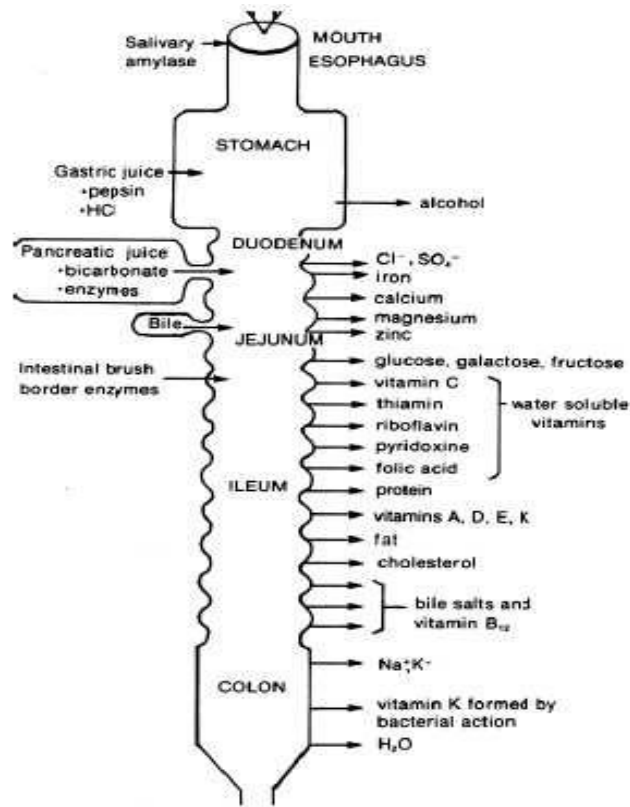 Salivary
amylase
MOUTH
ESOPHAGUS
STOMACH
Gastric juice
•pepsin
•HCl
alcohol
DUODENUM
Pancreatic juice
•bicarbonate
•enzymes
Cl⁻, SO₄⁻
iron
calcium
magnesium
zinc
Bile
JEJUNUM
glucose, galactose, fructose
Intestinal brush
border enzymes
vitamin C
thiamin
riboflavin
pyridoxine
folic acid
water soluble
vitamins
ILEUM
protein
vitamins A, D, E, K
fat
cholesterol
bile salts and
vitamin B₁₂
Na⁺,K⁻
COLON
vitamin K formed by
bacterial action
H₂O